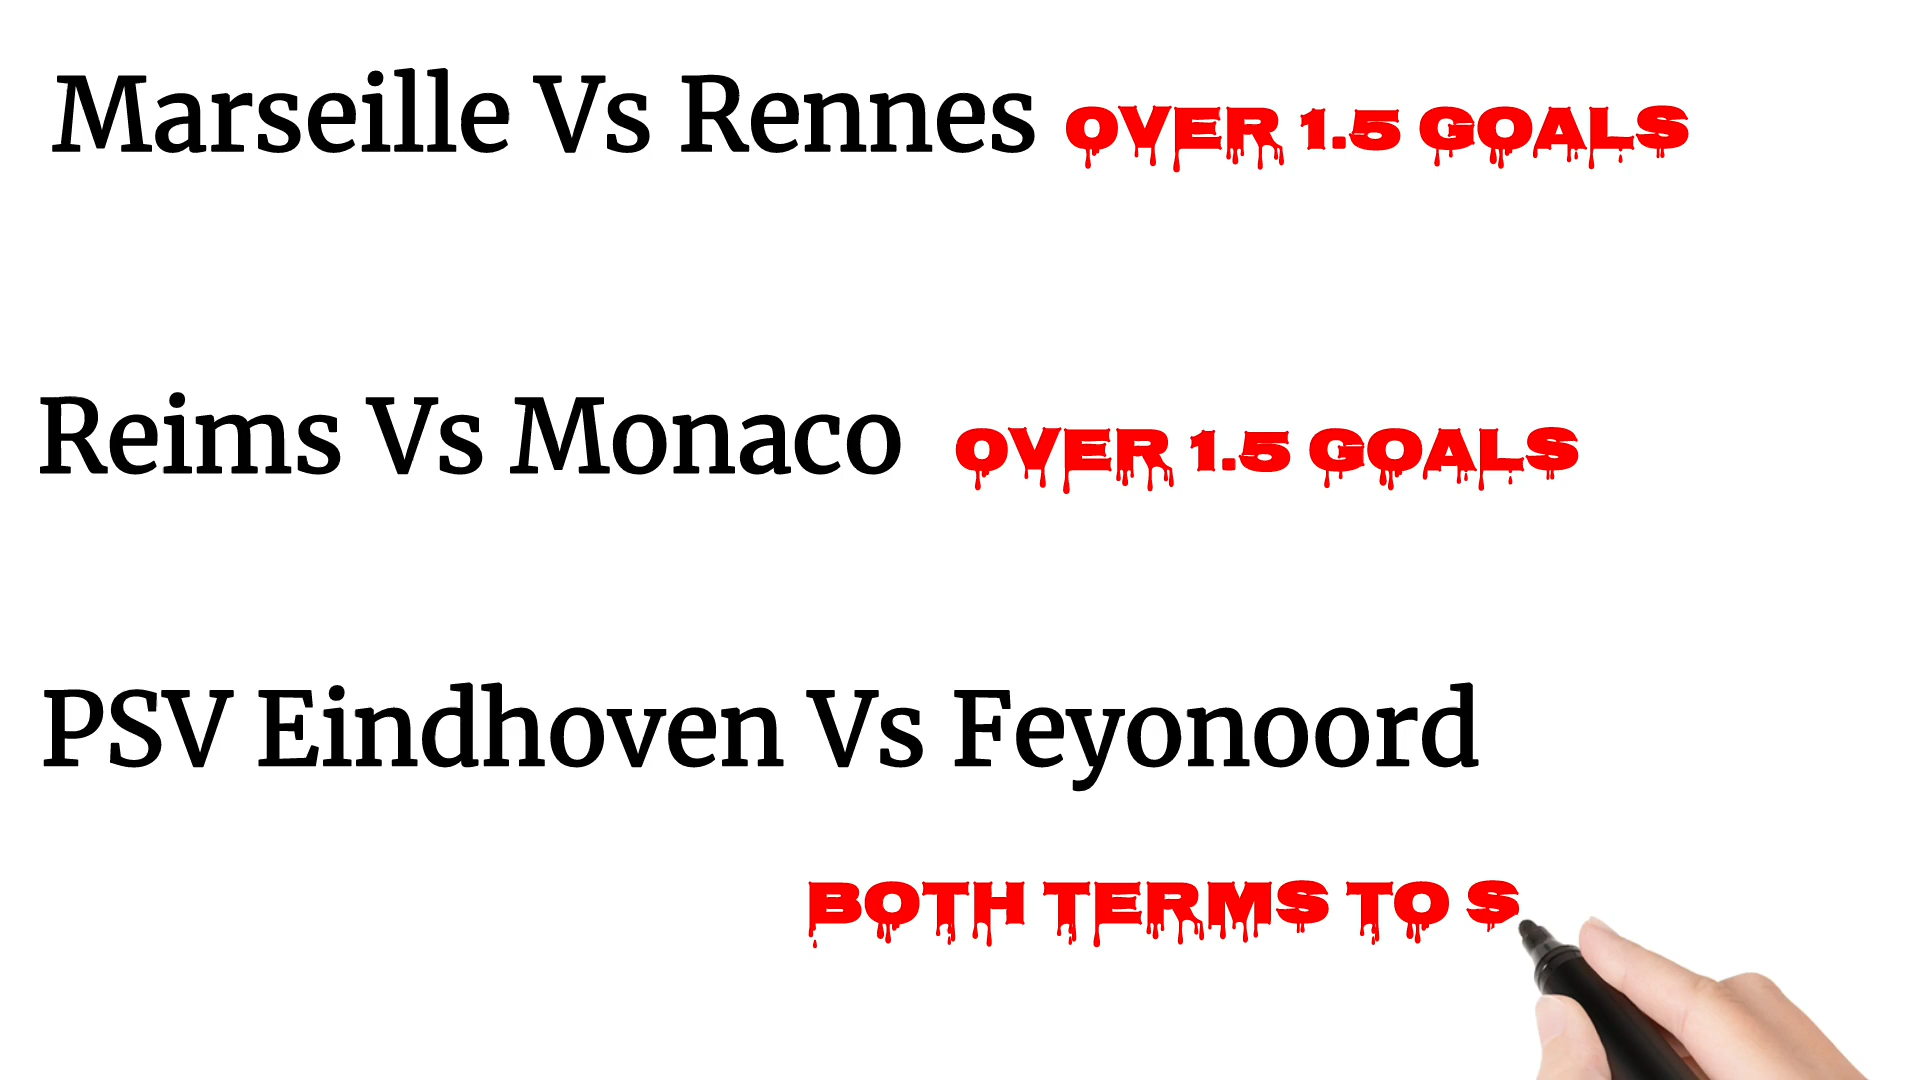 Marseille Vs Rennes OVER 1.5 GOALS
Reims Vs Monaco OVER 1.5 GOALS
PSV Eindhoven Vs Feyonoord
BOTH TERMS TO S